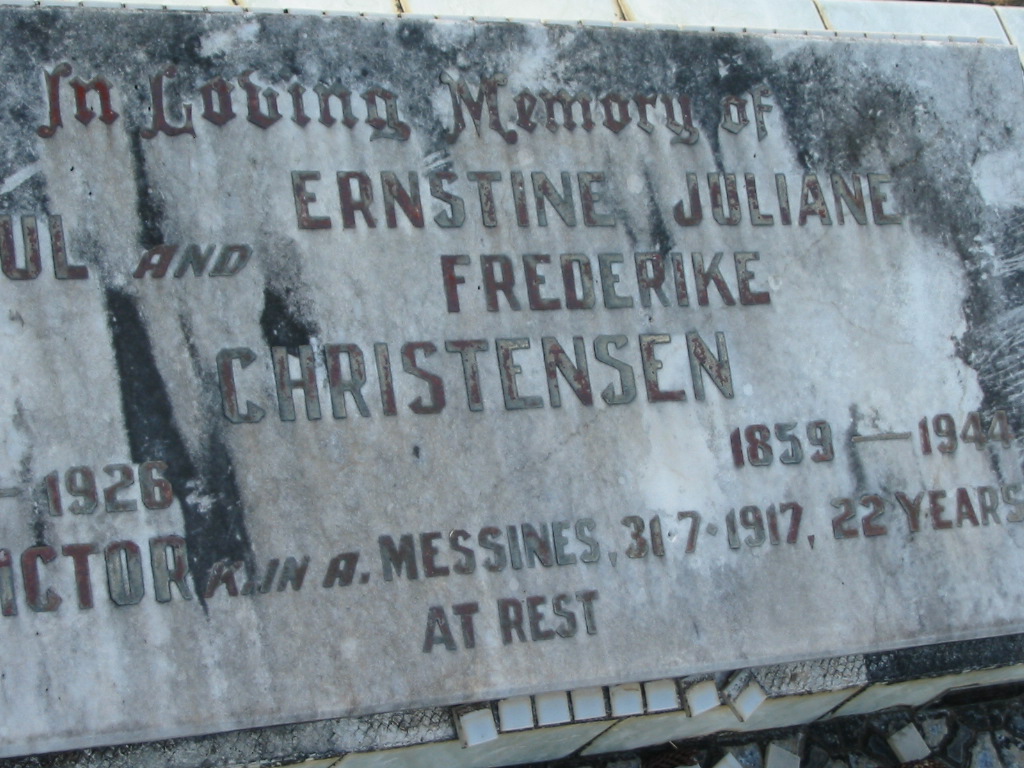 In Loving Memory of
ERNSTINE JULIANE
UL AND FREDERIKE
CHRISTENSEN
– 1926 1859 – 1944
ICTOR K. IN A. MESSINES, 31·7·1917, 22 YEARS
AT REST